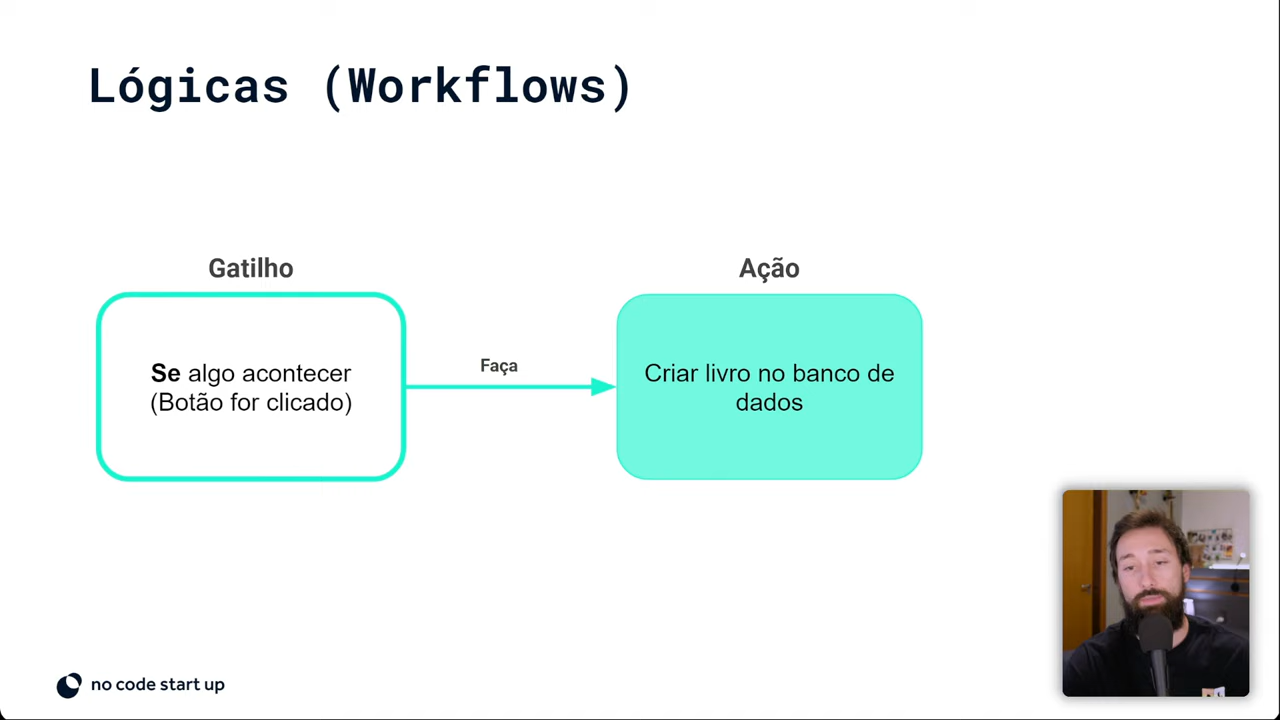 Lógicas (Workflows)
Gatilho
Ação
Se algo acontecer
(Botão for clicado)
Faça
Criar livro no banco de
dados
no code start up